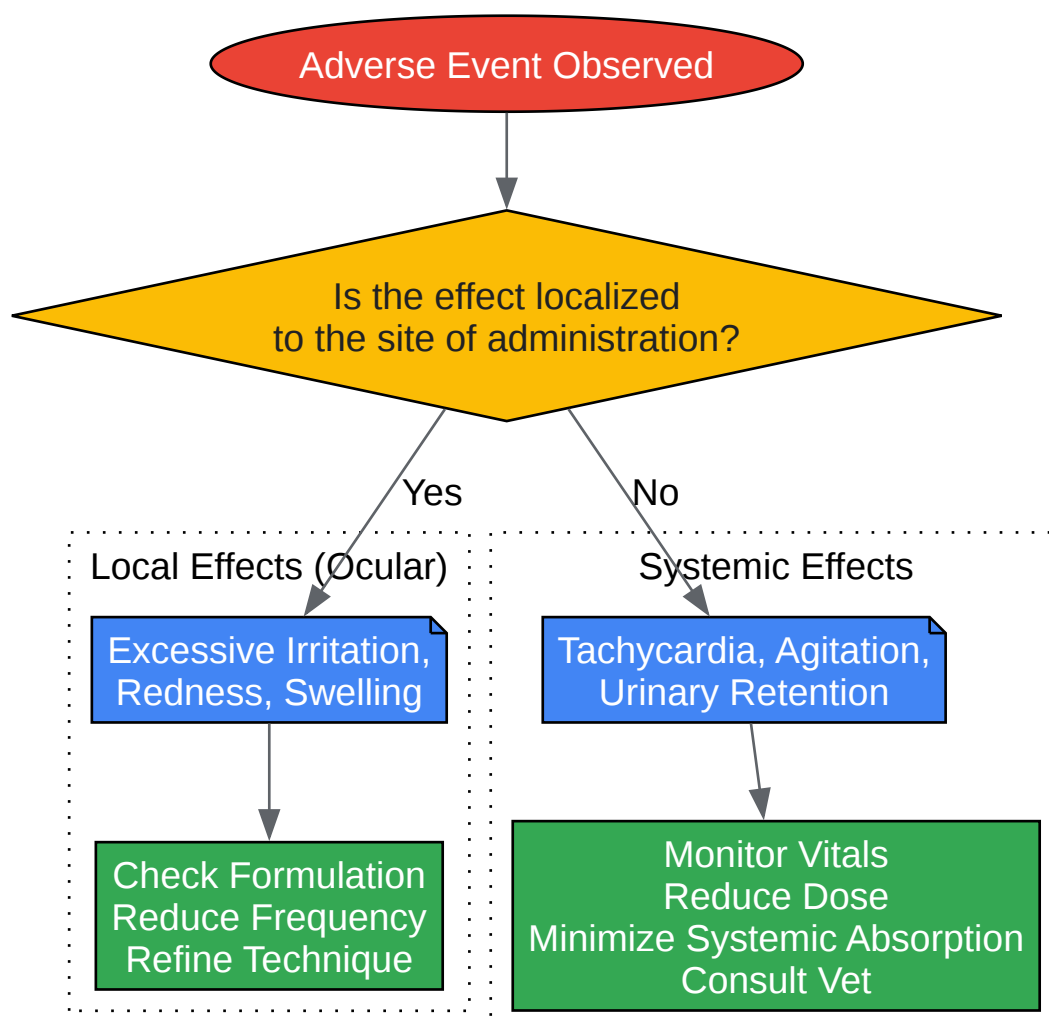 Adverse Event Observed
Is the effect localized
to the site of administration?
Yes
No
Local Effects (Ocular)
Excessive Irritation,
Redness, Swelling
Check Formulation
Reduce Frequency
Refine Technique
Systemic Effects
Tachycardia, Agitation,
Urinary Retention
Monitor Vitals
Reduce Dose
Minimize Systemic Absorption
Consult Vet